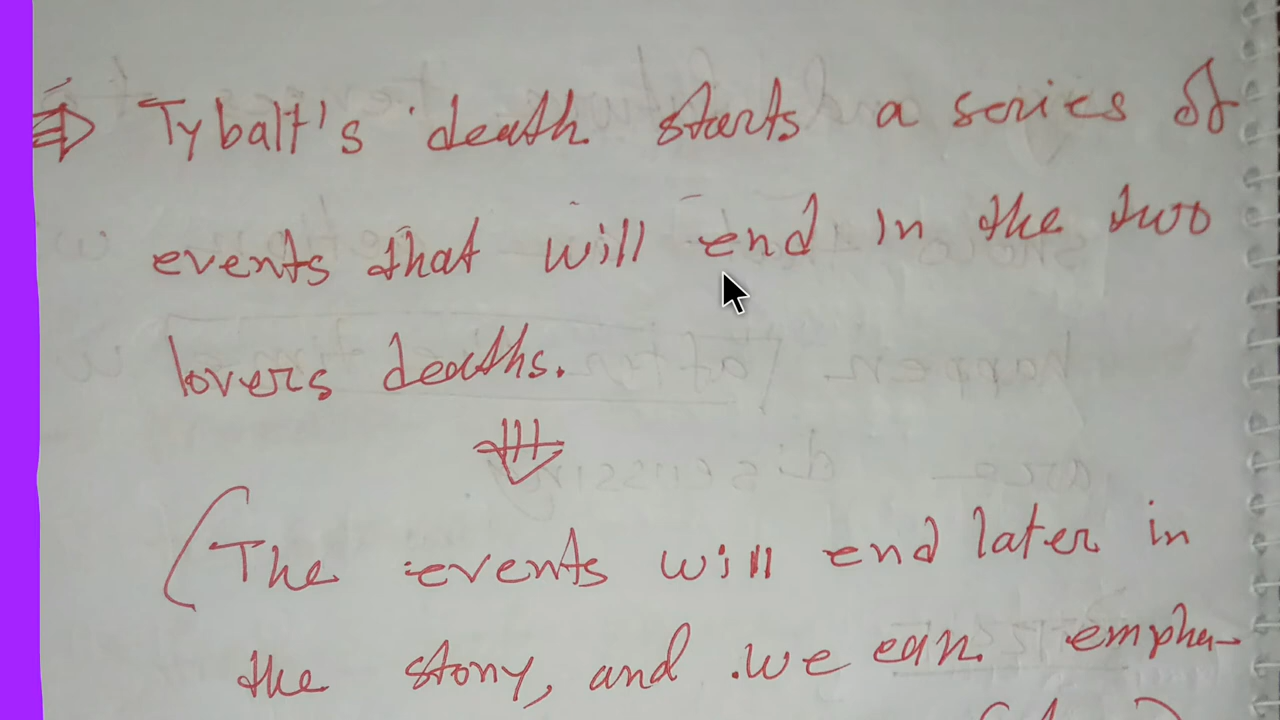 ⇒ Tybalt's death starts a series of
events that will end in the two
lovers deaths.
(The events will end later in
the story, and we can empha-